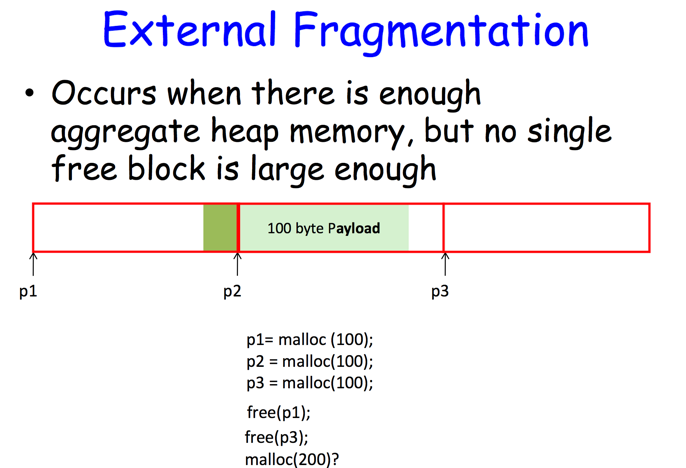 External Fragmentation
• Occurs when there is enough
aggregate heap memory, but no single
free block is large enough
100 byte Payload
p1
p2
p3
p1= malloc (100);
p2 = malloc(100);
p3 = malloc(100);
free(p1);
free(p3);
malloc(200)?